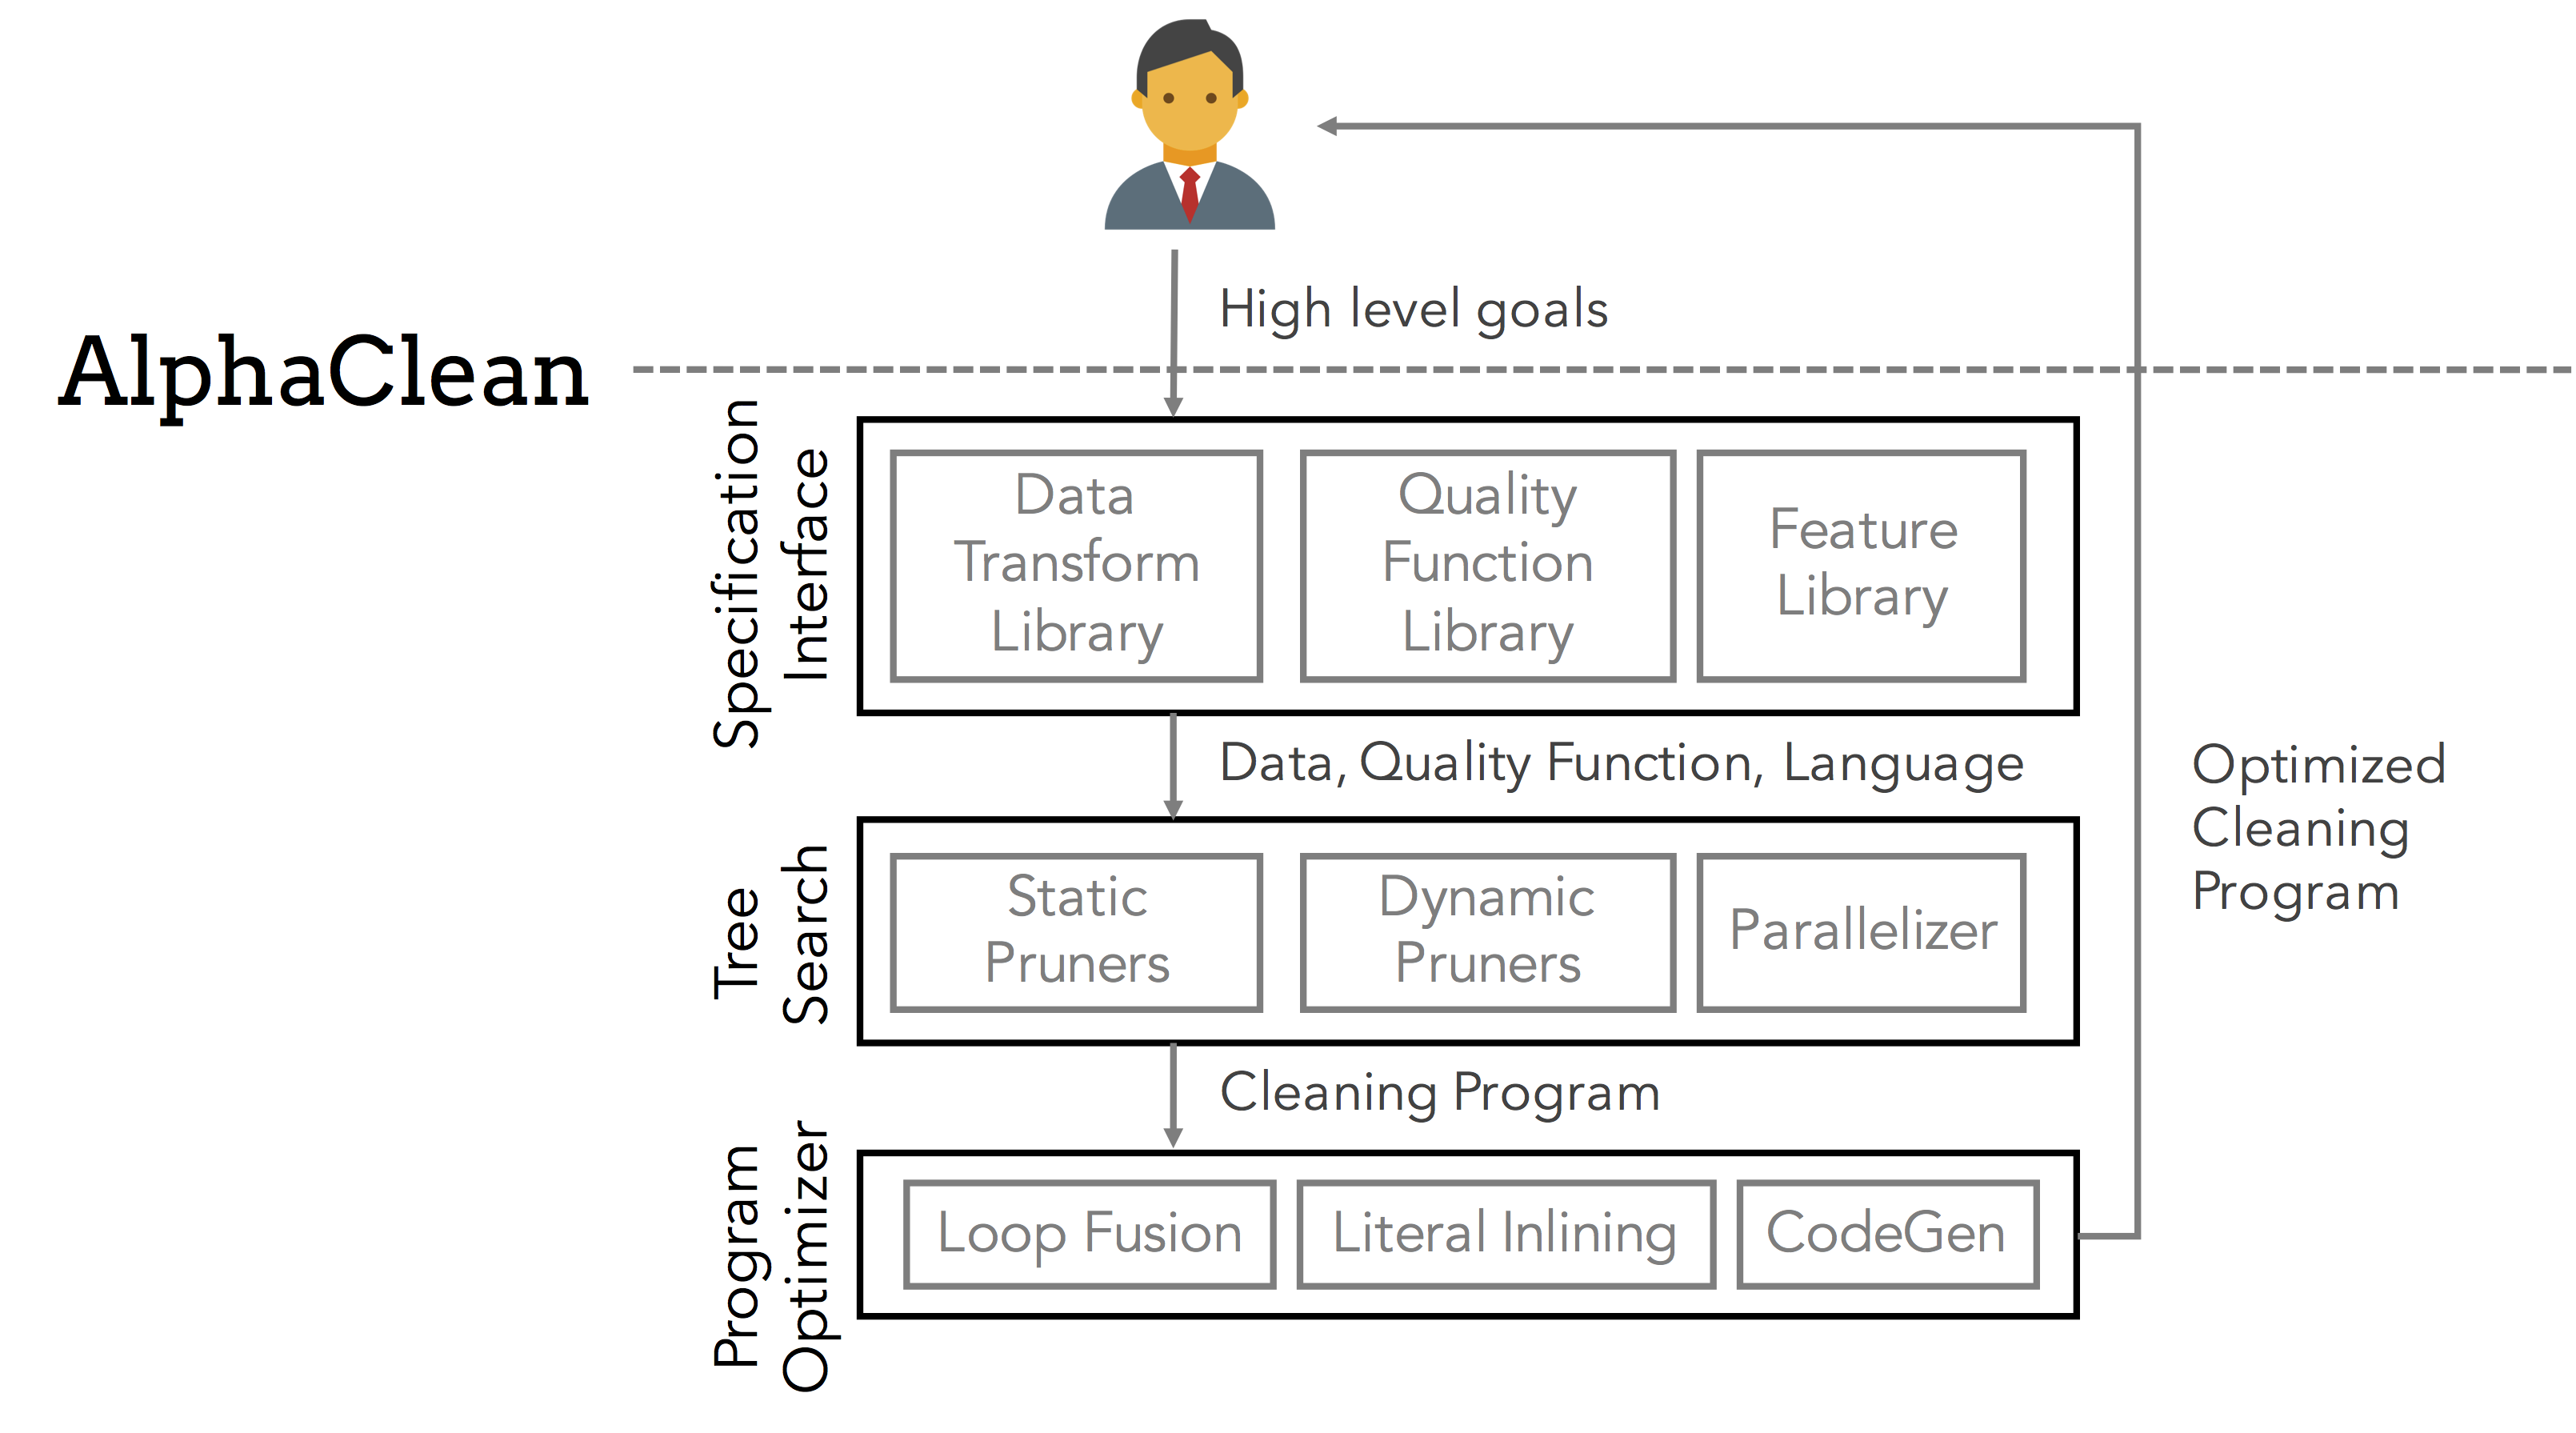 High level goals
AlphaClean
Specification
Interface
Data
Transform
Library
Quality
Function
Library
Feature
Library
Data, Quality Function, Language
Optimized
Cleaning
Program
Tree
Search
Static
Pruners
Dynamic
Pruners
Parallelizer
Cleaning Program
Program
Optimizer
Loop Fusion
Literal Inlining
CodeGen